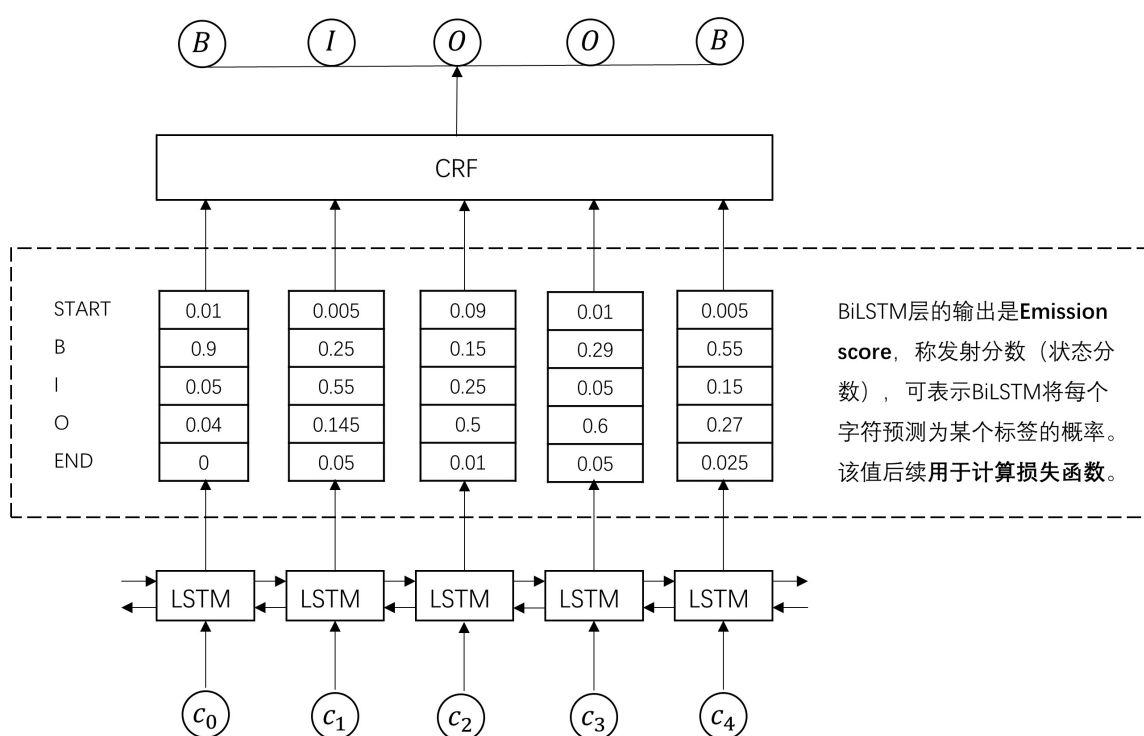 B I O O B
CRF
START 0.01 0.005 0.09 0.01 0.005
B 0.9 0.25 0.15 0.29 0.55
I 0.05 0.55 0.25 0.05 0.15
O 0.04 0.145 0.5 0.6 0.27
END 0 0.05 0.01 0.05 0.025
BiLSTM层的输出是Emission
score，称发射分数（状态分
数），可表示BiLSTM将每个
字符预测为某个标签的概率。
该值后续用于计算损失函数。
LSTM LSTM LSTM LSTM LSTM
c₀ c₁ c₂ c₃ c₄